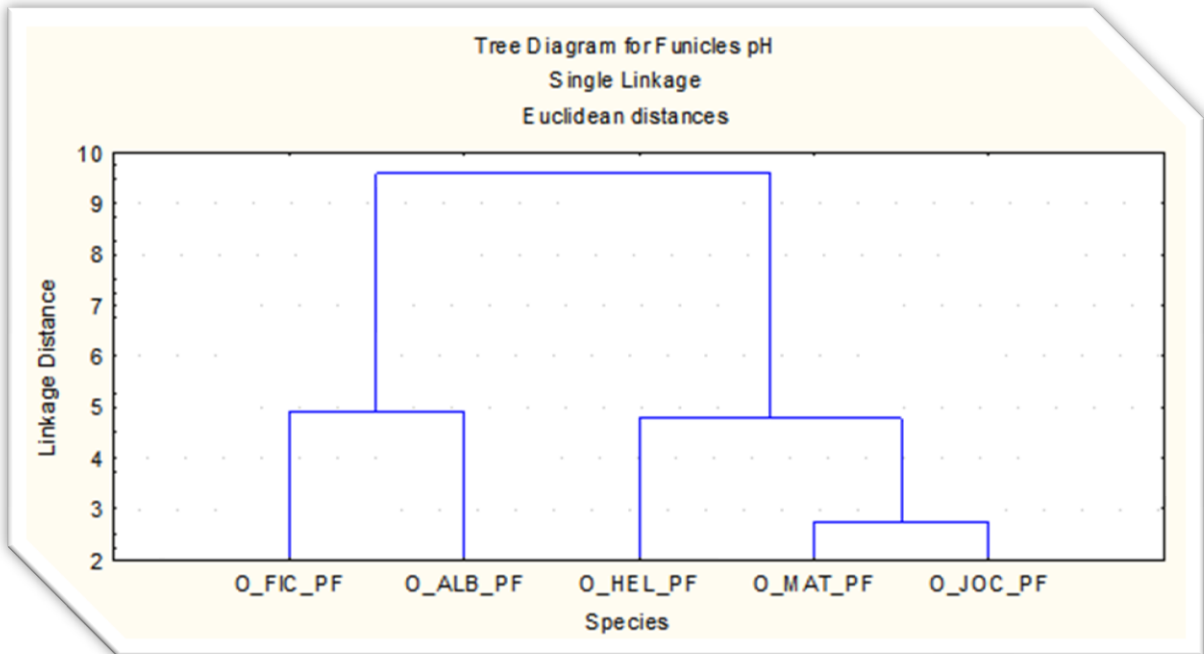 Tree Diagram for Funicles pH
Single Linkage
Euclidean distances
10
9
8
7
6
5
4
3
2
Linkage Distance
O_FIC_PF O_ALB_PF O_HEL_PF O_MAT_PF O_JOC_PF
Species